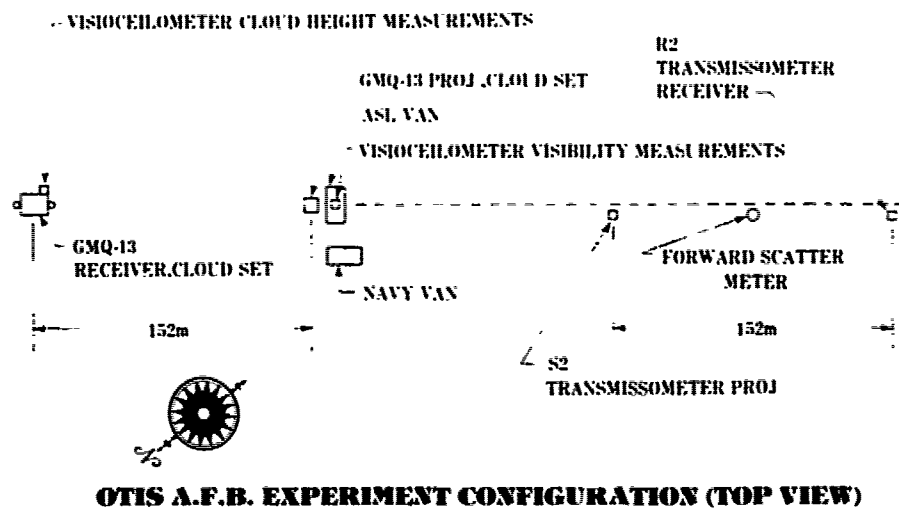 VISIOCEILOMETER CLOUD HEIGHT MEASUREMENTS
R2
TRANSMISSOMETER
RECEIVER
GMQ-13 PROJ.,CLOUD SET
ASL VAN
VISIOCEILOMETER VISIBILITY MEASUREMENTS
GMQ-13
RECEIVER,CLOUD SET
FORWARD SCATTER
METER
NAVY VAN
152m
152m
S2
TRANSMISSOMETER PROJ
N
OTIS A.F.B. EXPERIMENT CONFIGURATION (TOP VIEW)